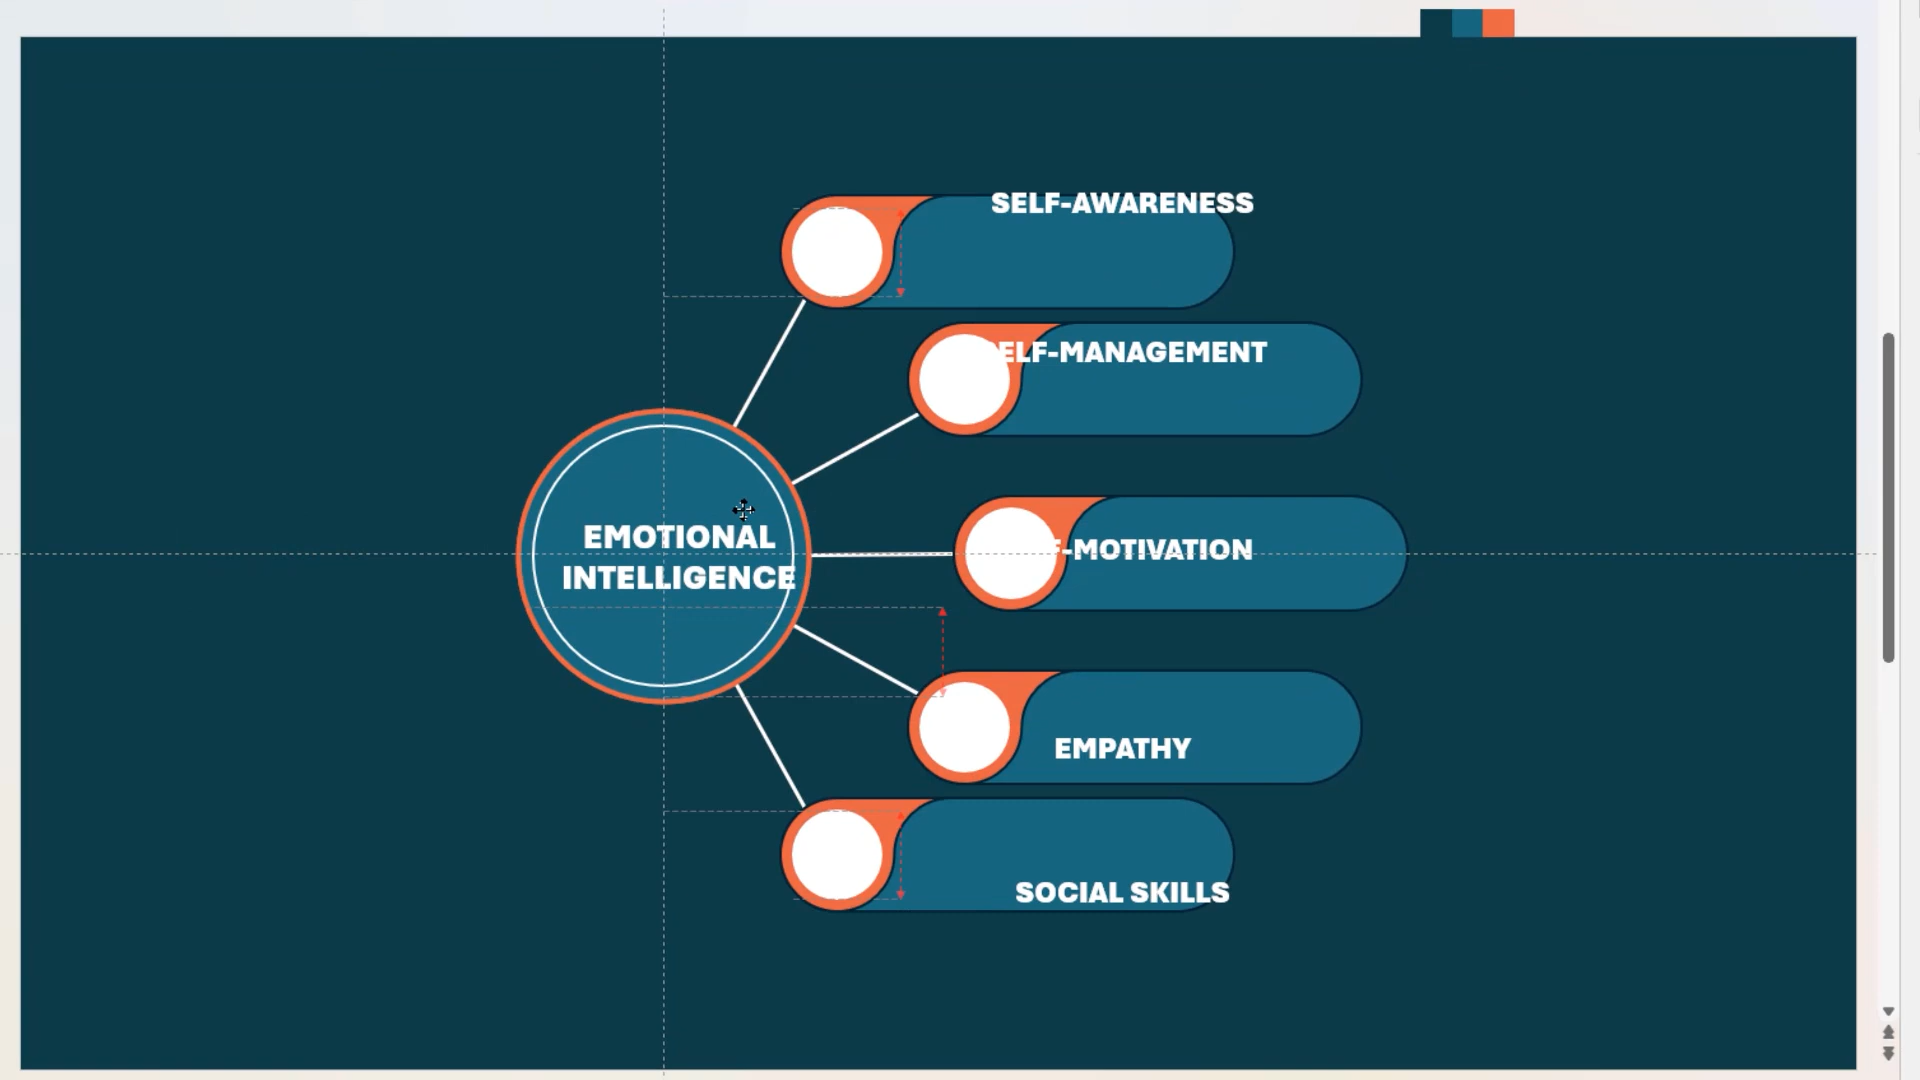 SELF-AWARENESS
ELF-MANAGEMENT
EMOTIONAL
INTELLIGENCE
F-MOTIVATION
EMPATHY
SOCIAL SKILLS